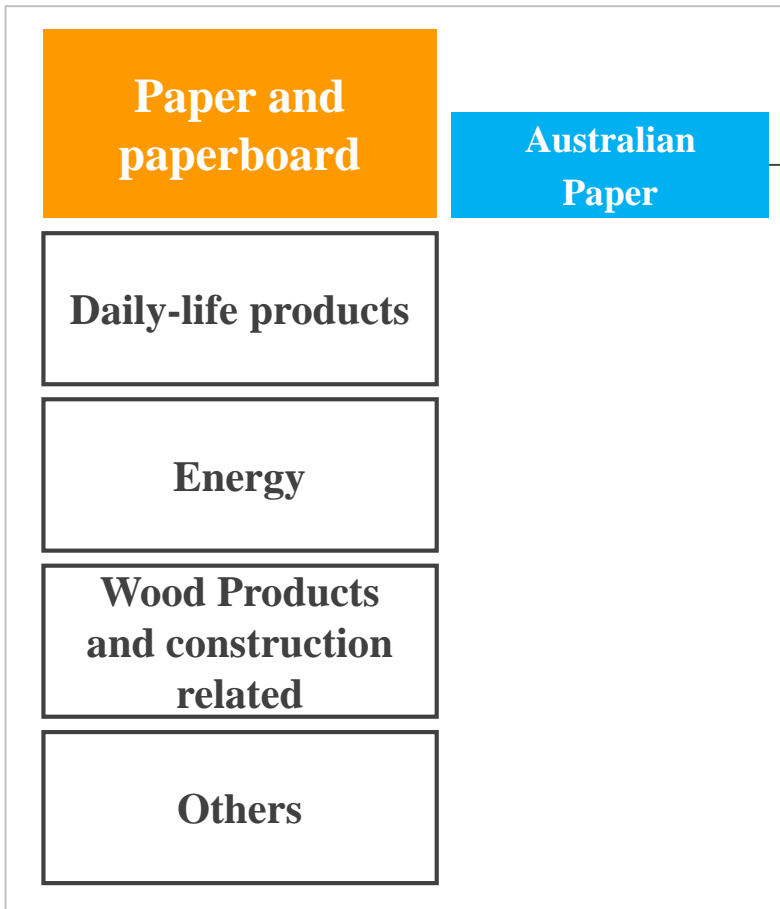 Paper and
paperboard
Australian
Paper
Daily-life products
Energy
Wood Products
and construction
related
Others